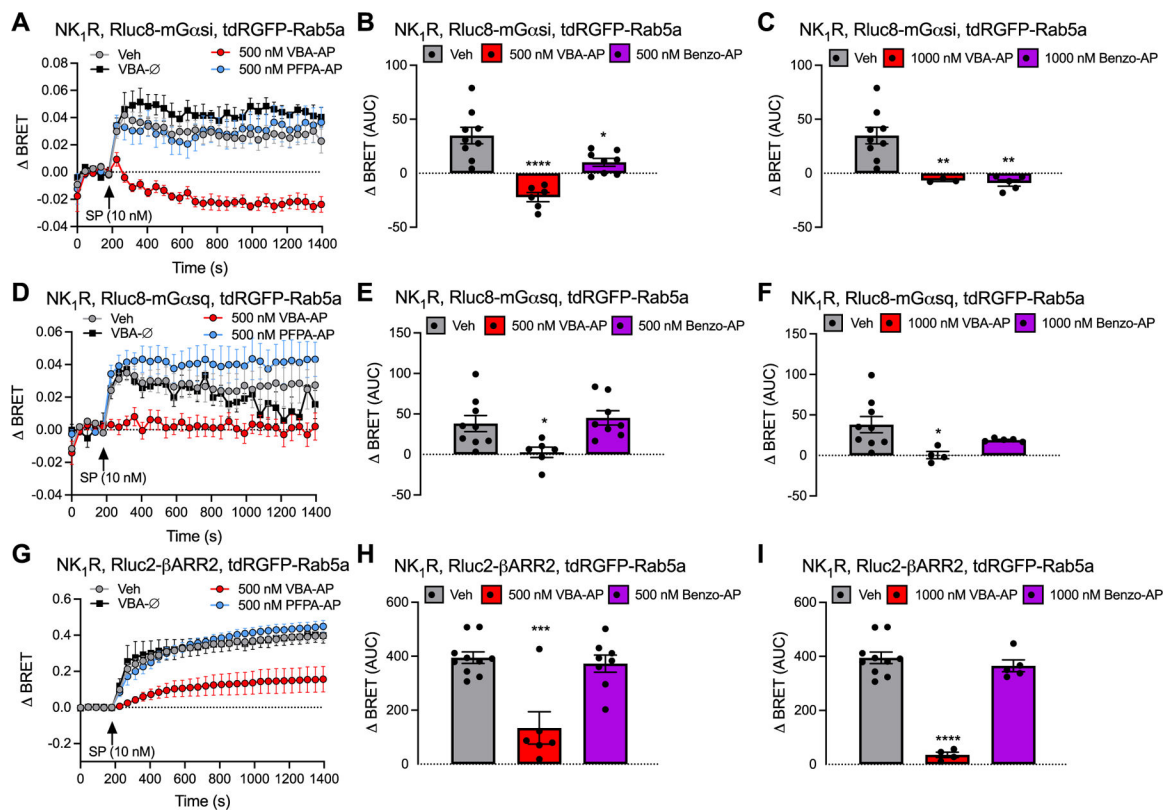 A
NK₁R, Rluc8-mGαsi, tdRGFP-Rab5a
Veh
500 nM VBA-AP
VBA-Ø
500 nM PFPA-AP
Δ BRET
0.08
0.06
0.04
0.02
0.00
-0.02
0.04
SP (10 nM)
0 200 400 600 800 1000 1200 1400
Time (s)
B
NK₁R, Rluc8-mGαsi, tdRGFP-Rab5a
Veh 500 nM VBA-AP 500 nM Benzo-AP
Δ BRET (AUC)
100
50
0
-50
****
*
C
NK₁R, Rluc8-mGαsi, tdRGFP-Rab5a
Veh 1000 nM VBA-AP 1000 nM Benzo-AP
Δ BRET (AUC)
100
50
0
-50
**
**
D
NK₁R, Rluc8-mGαsq, tdRGFP-Rab5a
Veh
500 nM VBA-AP
VBA-Ø
500 nM PFPA-AP
Δ BRET
0.06
0.04
0.02
0.00
-0.02
0.04
SP (10 nM)
0 200 400 600 800 1000 1200 1400
Time (s)
E
NK₁R, Rluc8-mGαsq, tdRGFP-Rab5a
Veh 500 nM VBA-AP 500 nM Benzo-AP
Δ BRET (AUC)
150
100
50
0
-50
*
F
NK₁R, Rluc8-mGαsq, tdRGFP-Rab5a
Veh 1000 nM VBA-AP 1000 nM Benzo-AP
Δ BRET (AUC)
150
100
50
0
-50
*
G
NK₁R, Rluc2-βARR2, tdRGFP-Rab5a
Veh
500 nM VBA-AP
VBA-Ø
500 nM PFPA-AP
Δ BRET
0.6
0.4
0.2
0.0
0.2
SP (10 nM)
0 200 400 600 800 1000 1200 1400
Time (s)
H
NK₁R, Rluc2-βARR2, tdRGFP-Rab5a
Veh 500 nM VBA-AP 500 nM Benzo-AP
Δ BRET (AUC)
600
400
200
0
***
I
NK₁R, Rluc2-βARR2, tdRGFP-Rab5a
Veh 1000 nM VBA-AP 1000 nM Benzo-AP
Δ BRET (AUC)
600
400
200
0
****